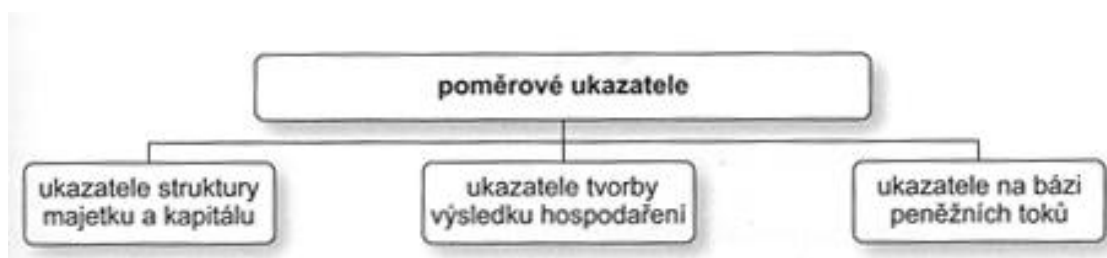 poměrové ukazatele
ukazatele struktury
majetku a kapitálu
ukazatele tvorby
výsledku hospodaření
ukazatele na bázi
peněžních toků